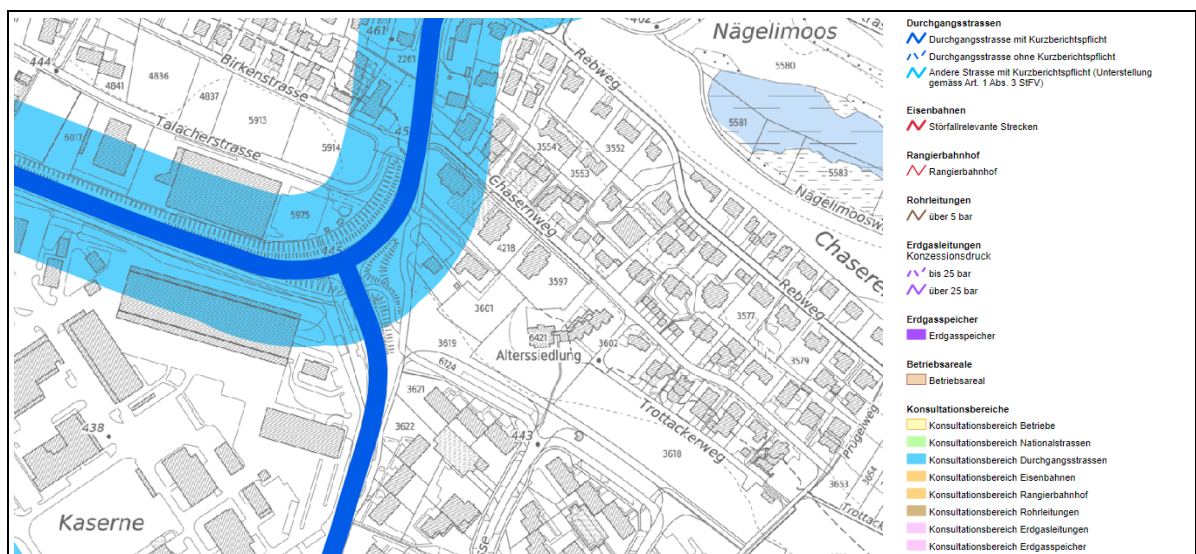 461
462
Nägelimoos
444
4836
2261
Rebweg
5580
4841
Birkenstrasse
4837
5581
5913
Talacherstrasse
6017
5914
3554
3552
5583
3553
Chasernweg
5975
445
4218
3597
3601
Rebweg
3577
3619
6421
Alterssiedlung
3602
3579
6124
3621
Trottackerweg
3622
443
438
3618
Prügelweg
3653
3654
Kaserne
Durchgangsstrassen
Durchgangsstrasse mit Kurzberichtspflicht
Durchgangsstrasse ohne Kurzberichtspflicht
Andere Strasse mit Kurzberichtspflicht (Unterstellung
gemäss Art. 1 Abs. 3 StFV)
Eisenbahnen
Störfallrelevante Strecken
Rangierbahnhof
Rangierbahnhof
Rohrleitungen
über 5 bar
Erdgasleitungen
Konzessionsdruck
bis 25 bar
über 25 bar
Erdgasspeicher
Erdgasspeicher
Betriebsareale
Betriebsareal
Konsultationsbereiche
Konsultationsbereich Betriebe
Konsultationsbereich Nationalstrassen
Konsultationsbereich Durchgangsstrassen
Konsultationsbereich Eisenbahnen
Konsultationsbereich Rangierbahnhof
Konsultationsbereich Rohrleitungen
Konsultationsbereich Erdgasleitungen
Konsultationsbereich Erdgasspeicher